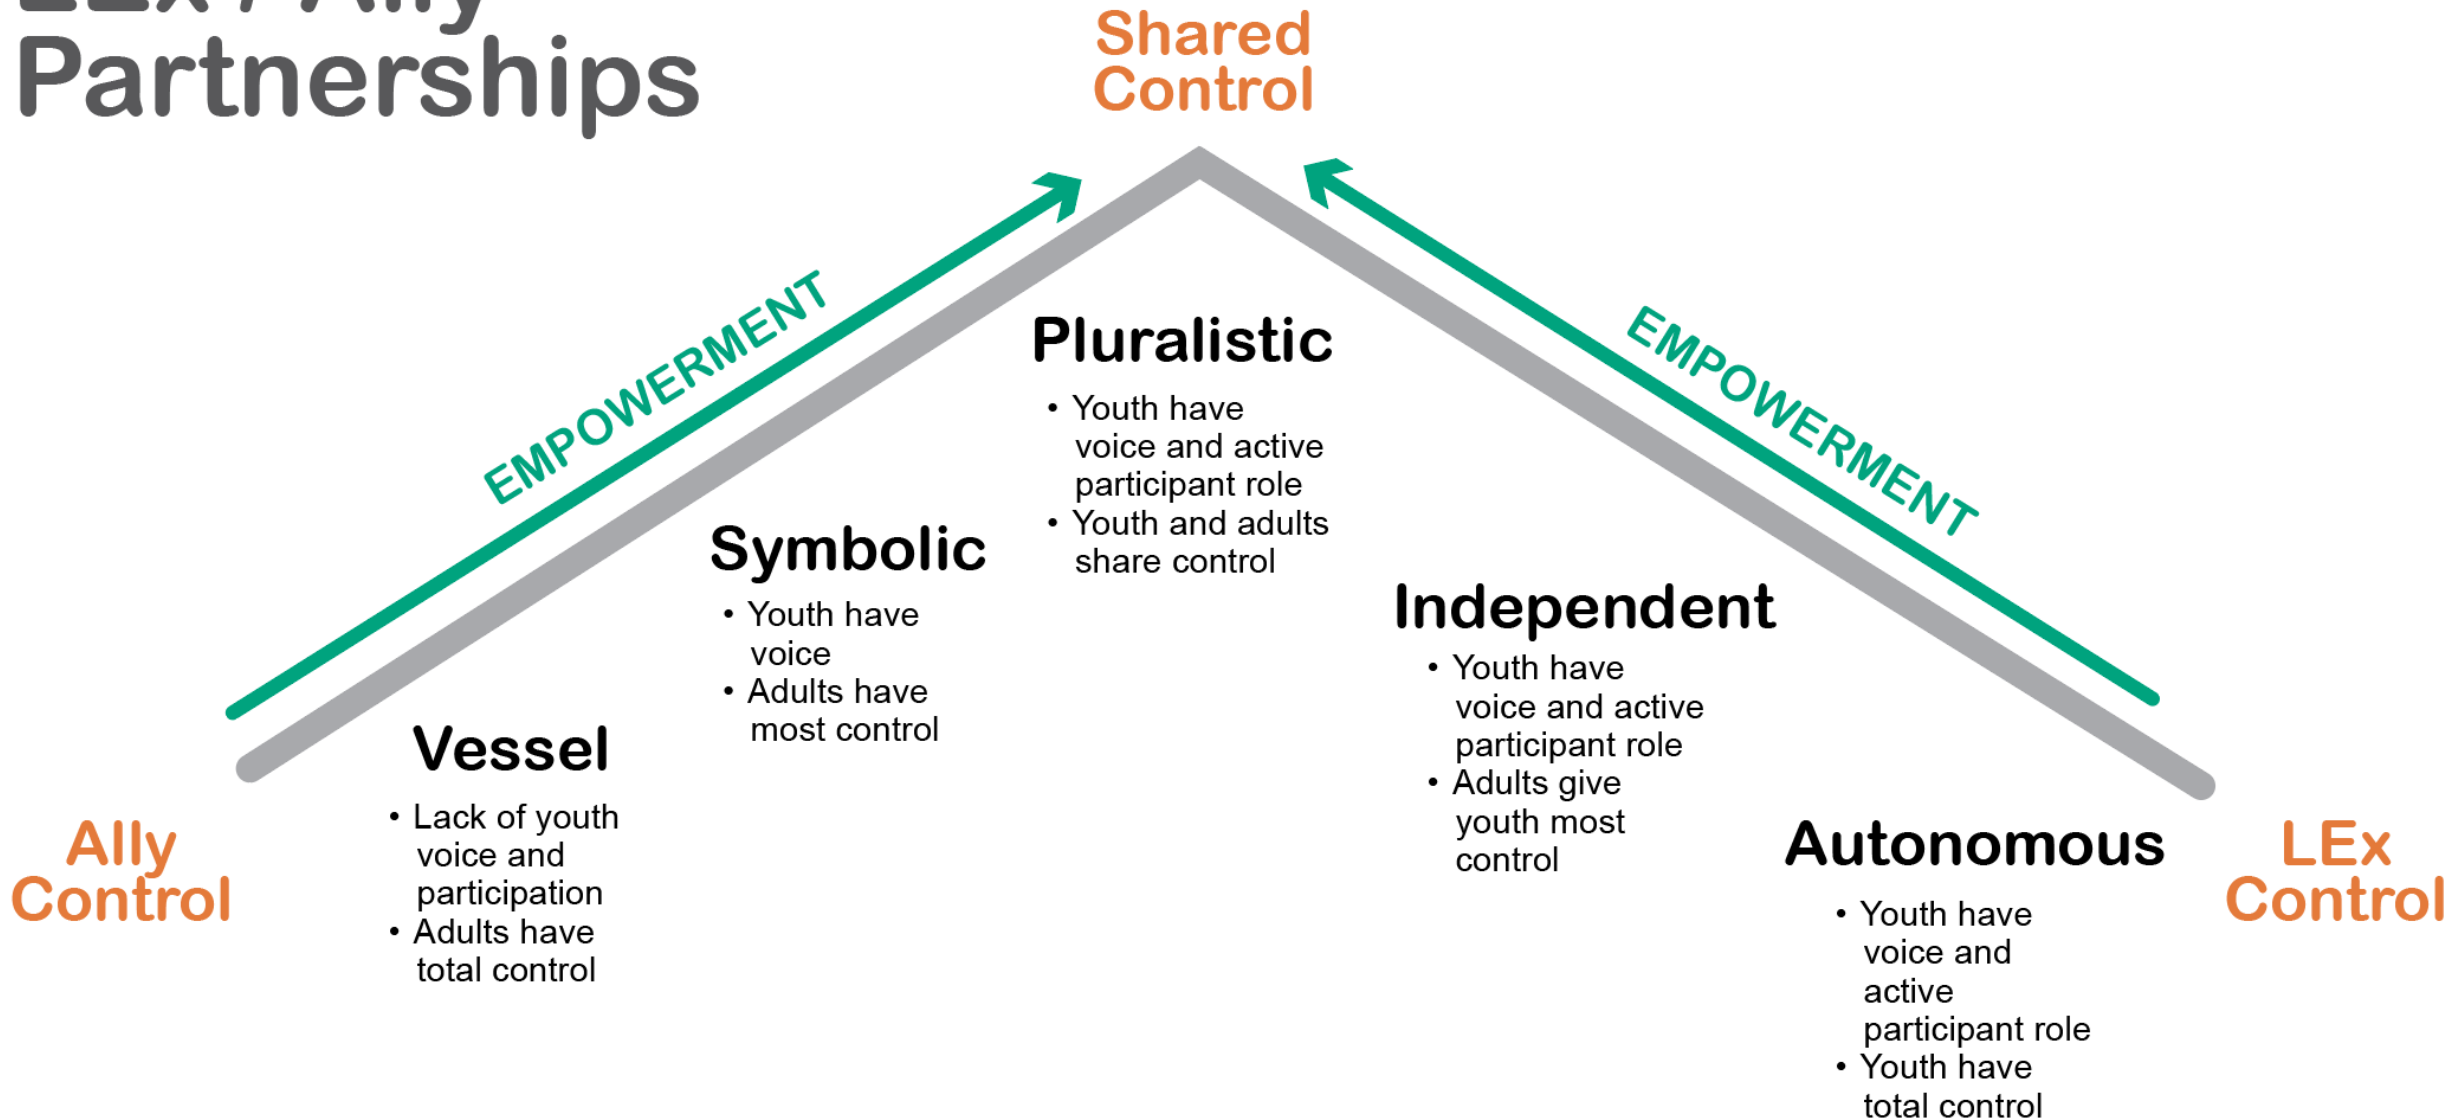 LEx / Ally
Partnerships
Shared
Control
EMPOWERMENT
EMPOWERMENT
Pluralistic
• Youth have
voice and active
participant role
• Youth and adults
share control
Symbolic
• Youth have
voice
• Adults have
most control
Independent
• Youth have
voice and active
participant role
• Adults give
youth most
control
Vessel
• Lack of youth
voice and
participation
• Adults have
total control
Autonomous
• Youth have
voice and
active
participant role
• Youth have
total control
Ally
Control
LEx
Control